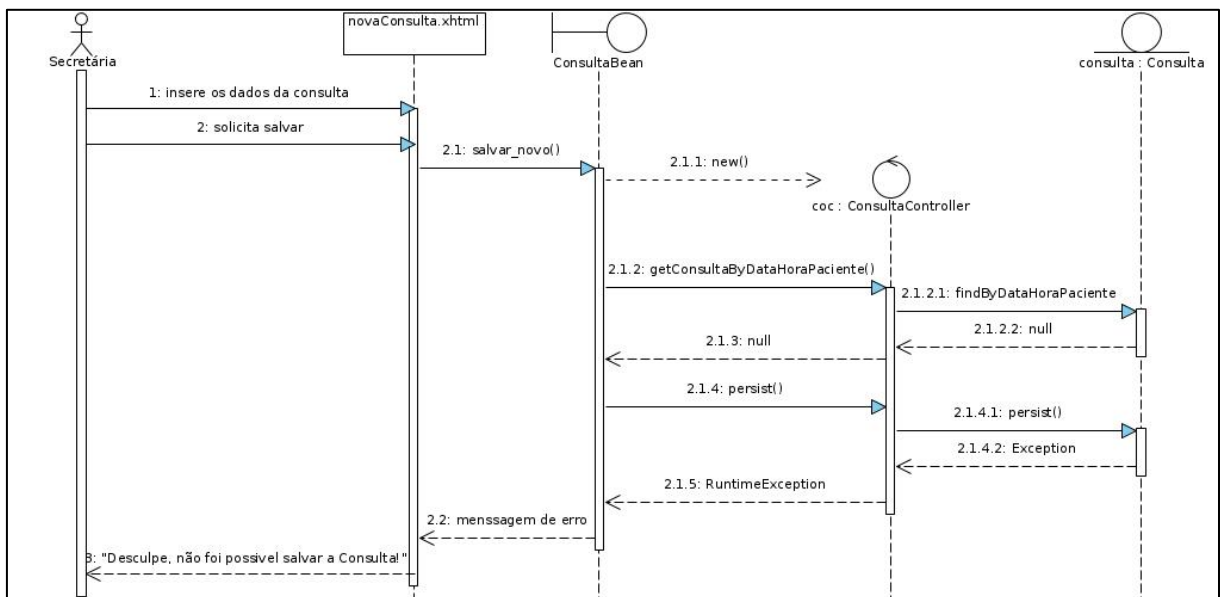 novaConsulta.xhtml
Secretária
ConsultaBean
consulta : Consulta
1: insere os dados da consulta
2: solicita salvar
2.1: salvar_novo()
2.1.1: new()
coc : ConsultaController
2.1.2: getConsultaByDataHoraPaciente()
2.1.2.1: findByDataHoraPaciente
2.1.2.2: null
2.1.3: null
2.1.4: persist()
2.1.4.1: persist()
2.1.4.2: Exception
2.1.5: RuntimeException
2.2: menssagem de erro
3: "Desculpe, não foi possivel salvar a Consulta!"